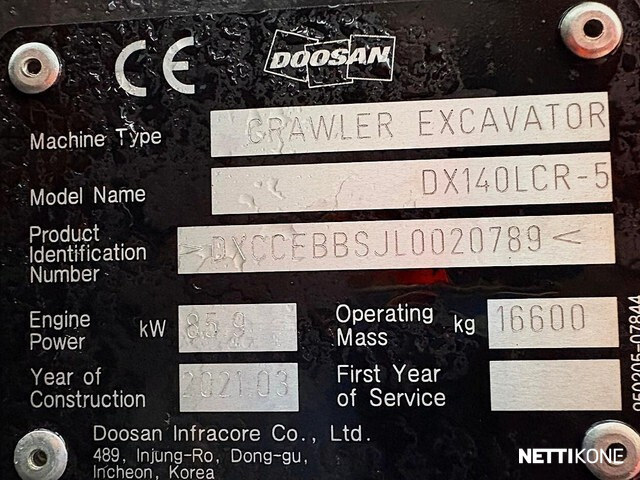 CE DOOSAN
Machine Type CRAWLER EXCAVATOR
Model Name DX140LCR-5
Product
Identification >DXCCEBBSJL0020789<
Number
Engine
Power kW 85.9
Operating
Mass kg 16600
Year of
Construction 2021.03
First Year
of Service
Doosan Infracore Co., Ltd.
489, Injung-Ro, Dong-gu,
Incheon, Korea
950205-07844
NETTIKONE